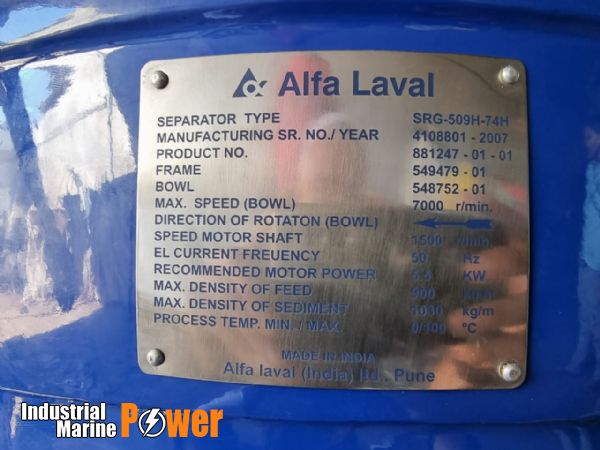 Alfa Laval
SEPARATOR TYPE SRG-509H-74H
MANUFACTURING SR. NO./ YEAR 4108801 - 2007
PRODUCT NO. 881247 - 01 - 01
FRAME 549479 - 01
BOWL 548752 - 01
MAX. SPEED (BOWL) 7000 r/min.
DIRECTION OF ROTATON (BOWL)
SPEED MOTOR SHAFT 1500 r/min.
EL CURRENT FREUENCY 50 Hz
RECOMMENDED MOTOR POWER 5.5 KW
MAX. DENSITY OF FEED 900 kg/m
MAX. DENSITY OF SEDIMENT 1030 kg/m
PROCESS TEMP. MIN. / MAX. 0/100 °C
MADE IN INDIA
Alfa laval (India) ltd., Pune
Industrial
Marine Power